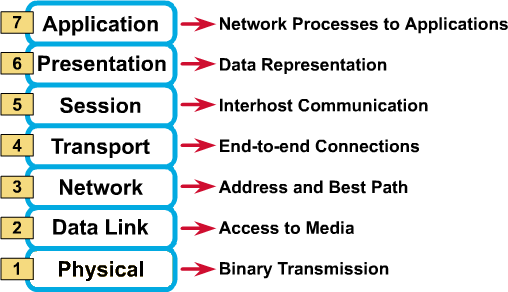 7 Application Network Processes to Applications
6 Presentation Data Representation
5 Session Interhost Communication
4 Transport End-to-end Connections
3 Network Address and Best Path
2 Data Link Access to Media
1 Physical Binary Transmission